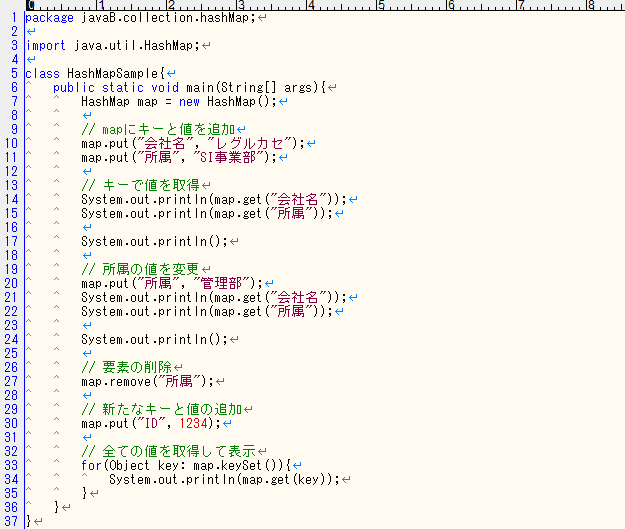 0 1 2 3 4 5 6 7 8
1 package javaB.collection.hashMap;
2
3 import java.util.HashMap;
4
5 class HashMapSample{
6 public static void main(String[] args){
7 HashMap map = new HashMap();
8
9 // mapにキーと値を追加
10 map.put("会社名", "レグルカセ");
11 map.put("所属", "SI事業部");
12
13 // キーで値を取得
14 System.out.println(map.get("会社名"));
15 System.out.println(map.get("所属"));
16
17 System.out.println();
18
19 // 所属の値を変更
20 map.put("所属", "管理部");
21 System.out.println(map.get("会社名"));
22 System.out.println(map.get("所属"));
23
24 System.out.println();
25
26 // 要素の削除
27 map.remove("所属");
28
29 // 新たなキーと値の追加
30 map.put("ID", 1234);
31
32 // 全ての値を取得して表示
33 for(Object key: map.keySet()){
34 System.out.println(map.get(key));
35 }
36 }
37 }